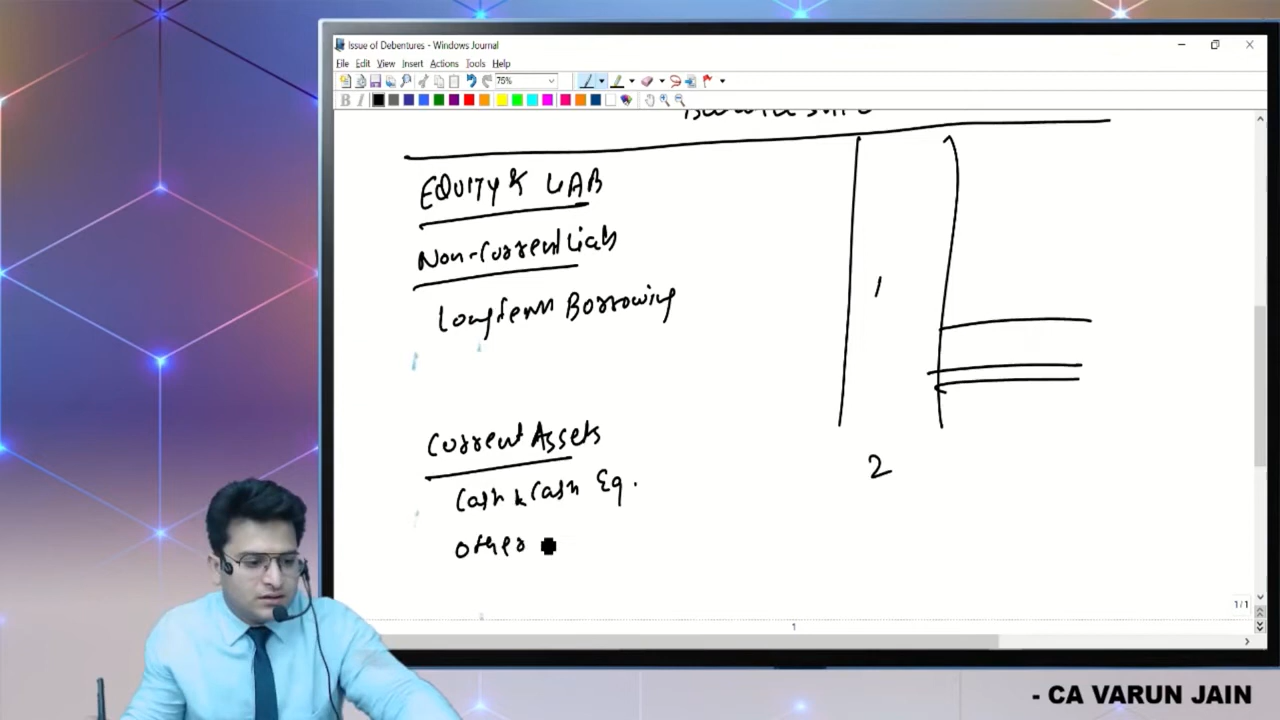 Issue of Debentures - Windows Journal
File Edit View Insert Actions Tools Help
75%
B I
EQUITY & LIAB
Non-Current Liab
Long Term Borrowing
1
Current Assets
2
Cash & Cash Eq.
Other
1/1
1
- CA VARUN JAIN